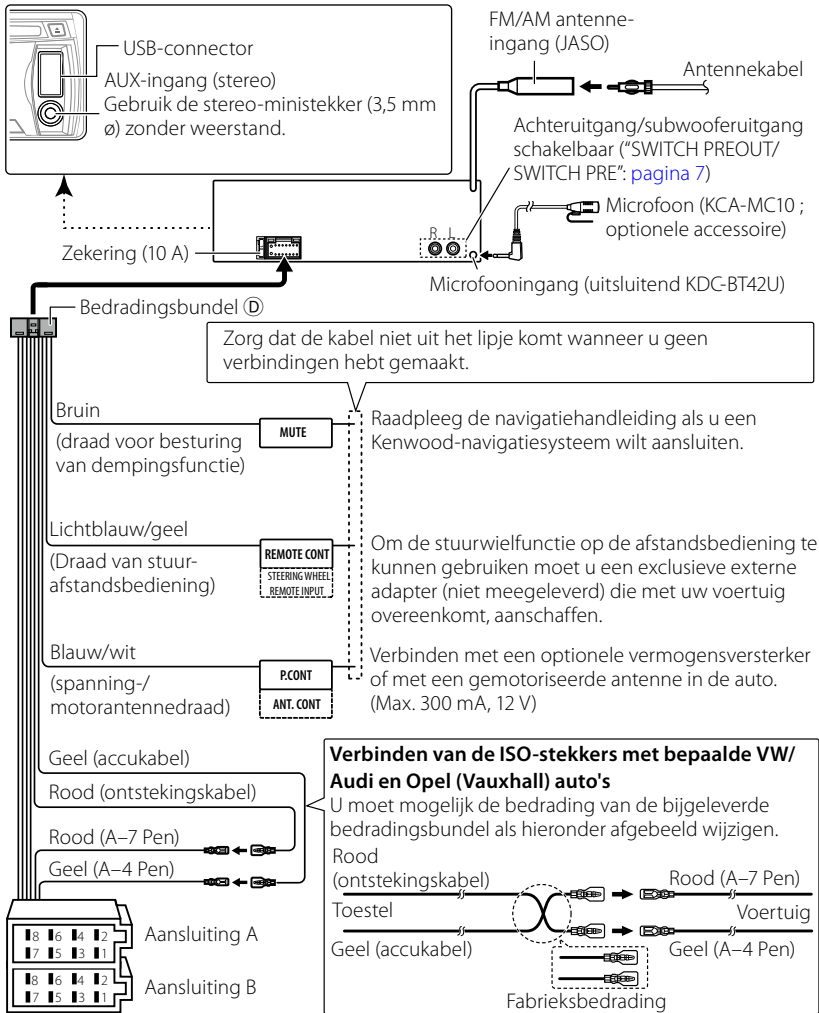 USB-connector
AUX-ingang (stereo)
Gebruik de stereo-ministekker (3,5 mm
ø) zonder weerstand.
FM/AM antenne-
ingang (JASO)
Antennekabel
Achteruitgang/subwooferuitgang
schakelbaar (“SWITCH PREOUT/
SWITCH PRE”: pagina 7)
R L
Microfoon (KCA-MC10 ;
optionele accessoire)
Zekering (10 A)
Microfooningang (uitsluitend KDC-BT42U)
Bedradingsbundel Ⓓ
Zorg dat de kabel niet uit het lipje komt wanneer u geen
verbindingen hebt gemaakt.
Bruin
(draad voor besturing
van dempingsfunctie)
MUTE
Raadpleeg de navigatiehandleiding als u een
Kenwood-navigatiesysteem wilt aansluiten.
Lichtblauw/geel
(Draad van stuur-
afstandsbediening)
REMOTE CONT
STEERING WHEEL
REMOTE INPUT
Om de stuurwielfunctie op de afstandsbediening te
kunnen gebruiken moet u een exclusieve externe
adapter (niet meegeleverd) die met uw voertuig
overeenkomt, aanschaffen.
Blauw/wit
(spanning-/
motorantennedraad)
P.CONT
ANT. CONT
Verbinden met een optionele vermogensversterker
of met een gemotoriseerde antenne in de auto.
(Max. 300 mA, 12 V)
Geel (accukabel)
Rood (ontstekingskabel)
Rood (A–7 Pen)
Geel (A–4 Pen)
8 6 4 2
7 5 3 1
Aansluiting A
8 6 4 2
7 5 3 1
Aansluiting B
Verbinden van de ISO-stekkers met bepaalde VW/
Audi en Opel (Vauxhall) auto's
U moet mogelijk de bedrading van de bijgeleverde
bedradingsbundel als hieronder afgebeeld wijzigen.
Rood
(ontstekingskabel)
Rood (A–7 Pen)
Toestel
Voertuig
Geel (accukabel)
Geel (A–4 Pen)
Fabrieksbedrading